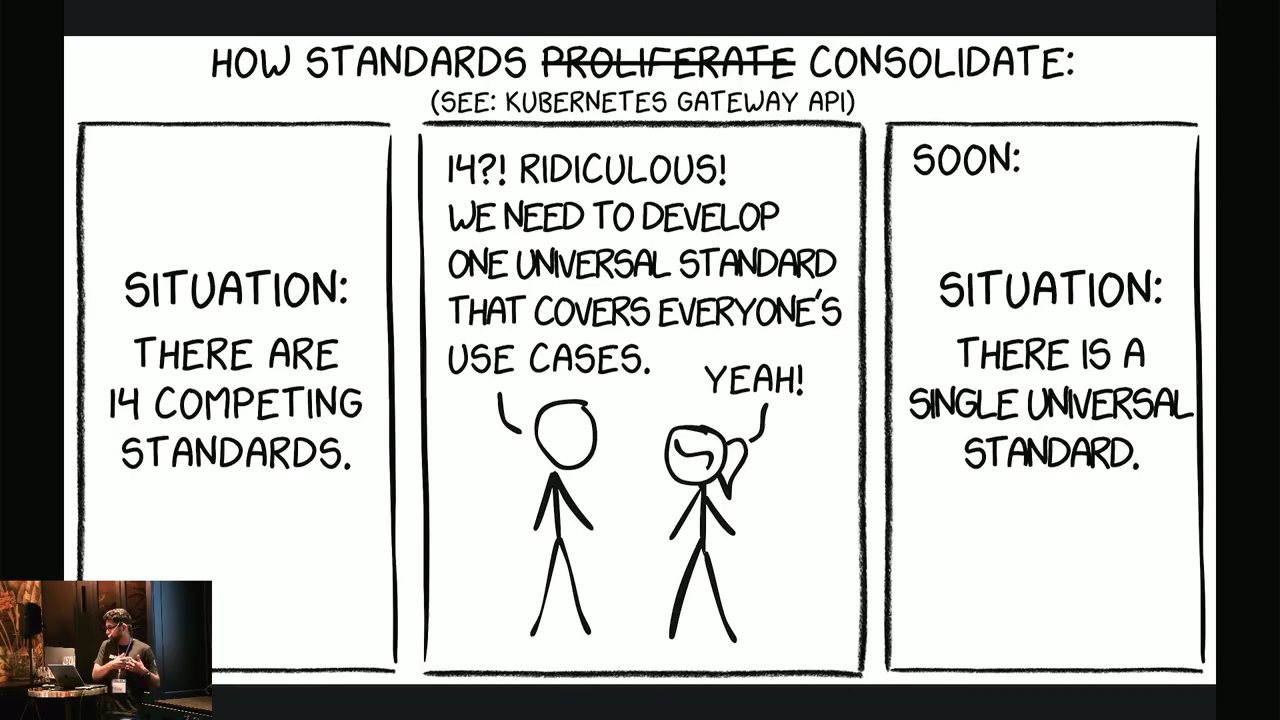 HOW STANDARDS PROLIFERATE CONSOLIDATE:
(SEE: KUBERNETES GATEWAY API)
SITUATION:
THERE ARE
14 COMPETING
STANDARDS.
14?! RIDICULOUS!
WE NEED TO DEVELOP
ONE UNIVERSAL STANDARD
THAT COVERS EVERYONE'S
USE CASES.
YEAH!
SOON:
SITUATION:
THERE IS A
SINGLE UNIVERSAL
STANDARD.